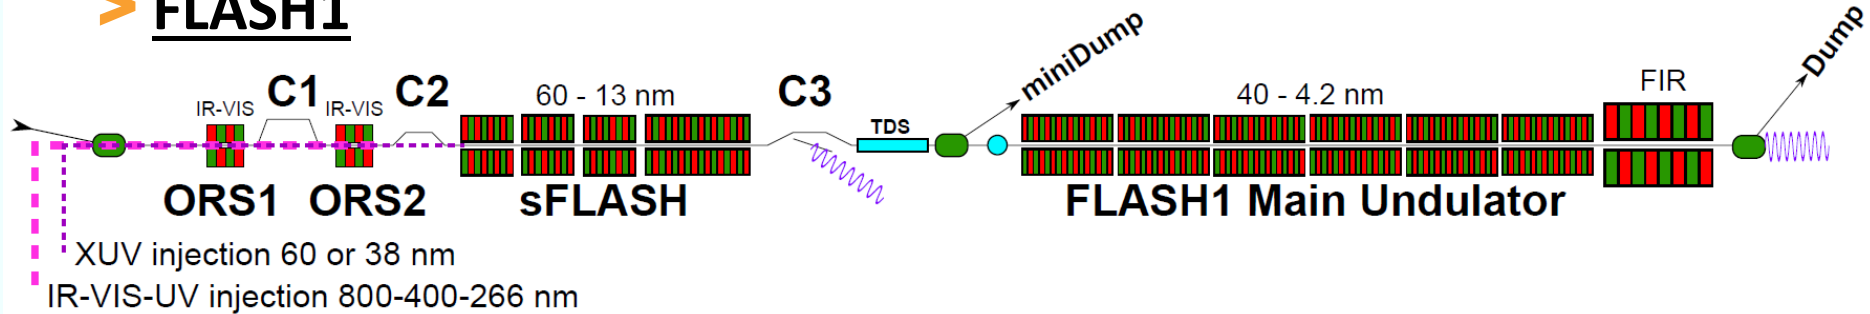 > FLASH1
IR-VIS C1 IR-VIS C2 60 - 13 nm C3 miniDump 40 - 4.2 nm FIR Dump
TDS
ORS1 ORS2 sFLASH FLASH1 Main Undulator
XUV injection 60 or 38 nm
IR-VIS-UV injection 800-400-266 nm